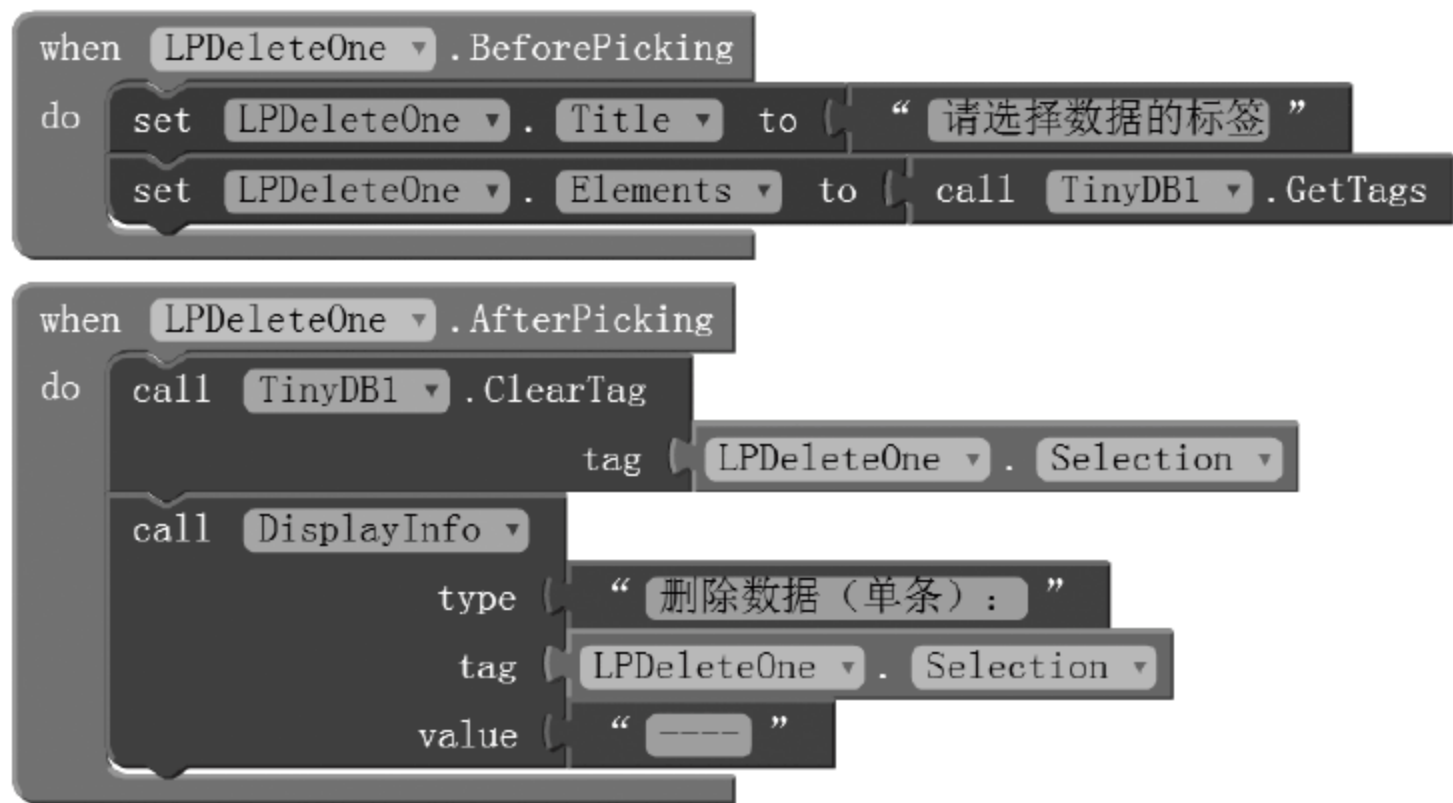 when LPDeleteOne .BeforePicking
do set LPDeleteOne . Title to “ 请选择数据的标签 ”
set LPDeleteOne . Elements to call TinyDB1 .GetTags
when LPDeleteOne .AfterPicking
do call TinyDB1 .ClearTag
tag LPDeleteOne . Selection
call DisplayInfo
type “ 删除数据（单条）： ”
tag LPDeleteOne . Selection
value “ ---- ”